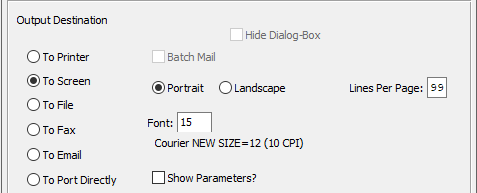 Output Destination
Hide Dialog-Box
To Printer
Batch Mail
To Screen
Portrait
Landscape
Lines Per Page: 99
To File
To Fax
Font: 15
Courier NEW SIZE=12 (10 CPI)
To Email
To Port Directly
Show Parameters?